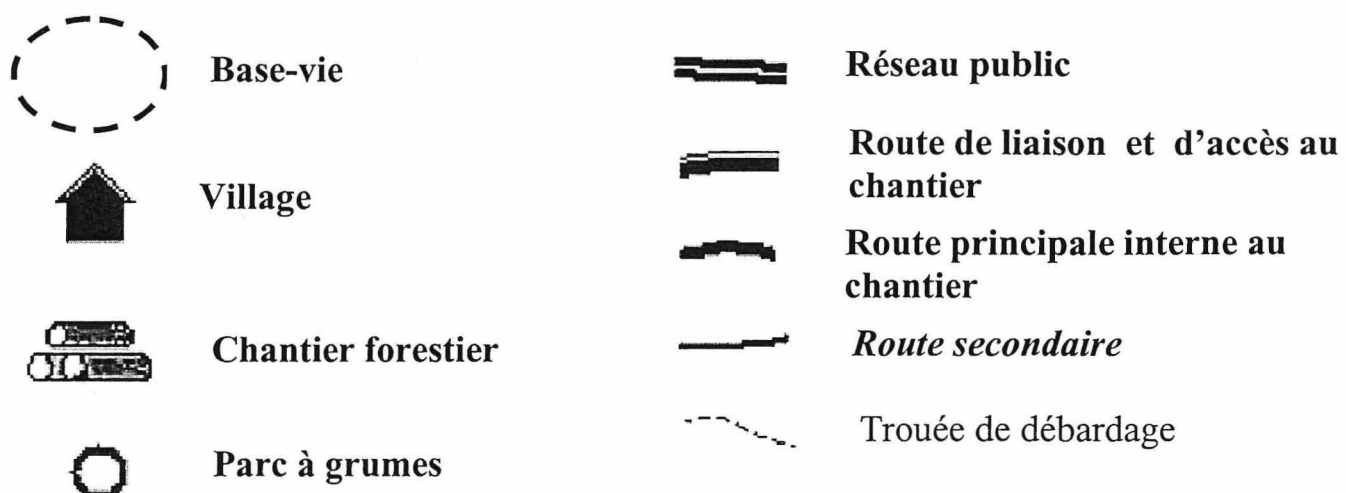 Base-vie
Village
Chantier forestier
Parc à grumes
Réseau public
Route de liaison et d'accès au
chantier
Route principale interne au
chantier
Route secondaire
Trouée de débardage